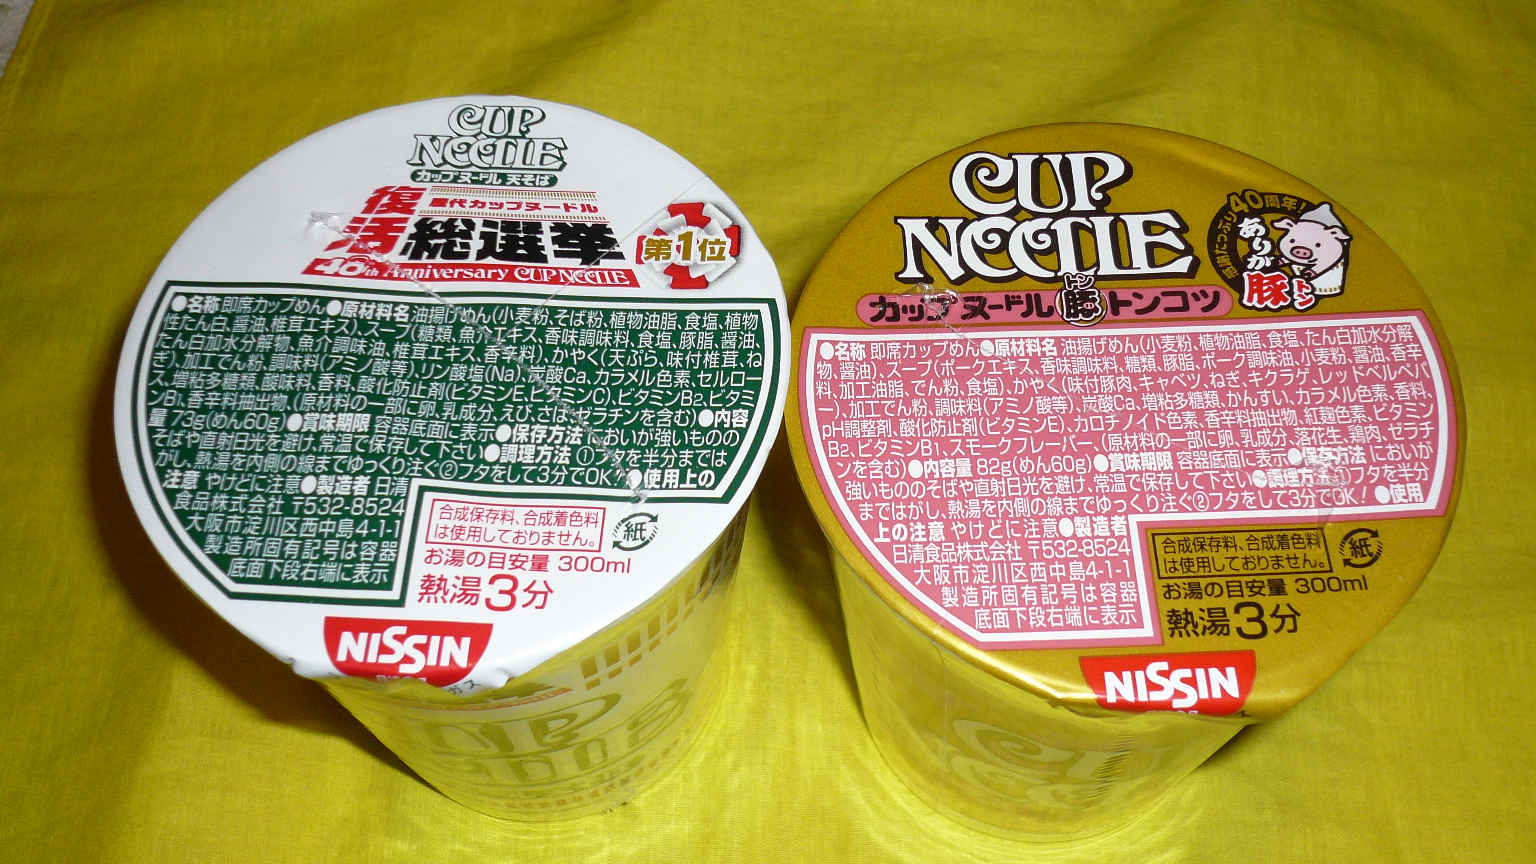 CUP
NOODLE
カップヌードル 天そば
復活
歴代カップヌードル
総選挙
40th Anniversary CUP NOODLE
第1位
●名称 即席カップめん●原材料名 油揚げめん(小麦粉、そば粉、植物油脂、食塩、植物
性たん白、醤油、椎茸エキス)、スープ(糖類、魚介エキス、香味調味料、食塩、豚脂、醤油、
たん白加水分解物、魚介調味油、椎茸エキス、香辛料)、かやく(天ぷら、味付椎茸、ね
ぎ)、加工でん粉、調味料(アミノ酸等)、リン酸塩(Na)、炭酸Ca、カラメル色素、セルロー
ス、増粘多糖類、酸味料、香料、酸化防止剤(ビタミンE、ビタミンC)、ビタミンB2、ビタミ
ンB1、香辛料抽出物、(原材料の一部に卵、乳成分、えび、さば、ゼラチンを含む)●内容
量 73g(めん60g)●賞味期限 容器底面に表示●保存方法 においが強いものの
そばや直射日光を避け、常温で保存して下さい●調理方法 ①フタを半分まではが
し、熱湯を内側の線までゆっくり注ぐ②フタをして3分でOK!●使用上の
注意 やけどに注意●製造者 日清
食品株式会社 〒532-8524
大阪市淀川区西中島4-1-1
製造所固有記号は容器
底面下段右端に表示
合成保存料、合成着色料
は使用しておりません。
紙
お湯の目安量 300ml
熱湯3分
NISSIN
CUP
NOODLE
カップヌードル 豚 トン トンコツ
感謝たっぷり40周年!
ありが豚 トン
●名称 即席カップめん●原材料名 油揚げめん(小麦粉、植物油脂、食塩、たん白加水分解
物、醤油)、スープ(ポークエキス、香味調味料、糖類、豚脂、ポーク調味油、小麦粉、醤油、香辛
料、加工油脂、でん粉、食塩)、かやく(味付豚肉、キャベツ、ねぎ、キクラゲ、レッドベルペパ
ー)、加工でん粉、調味料(アミノ酸等)、炭酸Ca、増粘多糖類、かんすい、カラメル色素、香料、
pH調整剤、酸化防止剤(ビタミンE)、カロチノイド色素、香辛料抽出物、紅麹色素、ビタミン
B2、ビタミンB1、スモークフレーバー、(原材料の一部に卵、乳成分、落花生、鶏肉、ゼラチ
ンを含む)●内容量 82g(めん60g)●賞味期限 容器底面に表示●保存方法 においが
強いもののそばや直射日光を避け、常温で保存して下さい●調理方法①フタを半分
まではがし、熱湯を内側の線までゆっくり注ぐ②フタをして3分でOK!●使用
上の注意 やけどに注意●製造者
日清食品株式会社 〒532-8524
大阪市淀川区西中島4-1-1
製造所固有記号は容器
底面下段右端に表示
合成保存料、合成着色料
は使用しておりません。
紙
お湯の目安量 300ml
熱湯3分
NISSIN